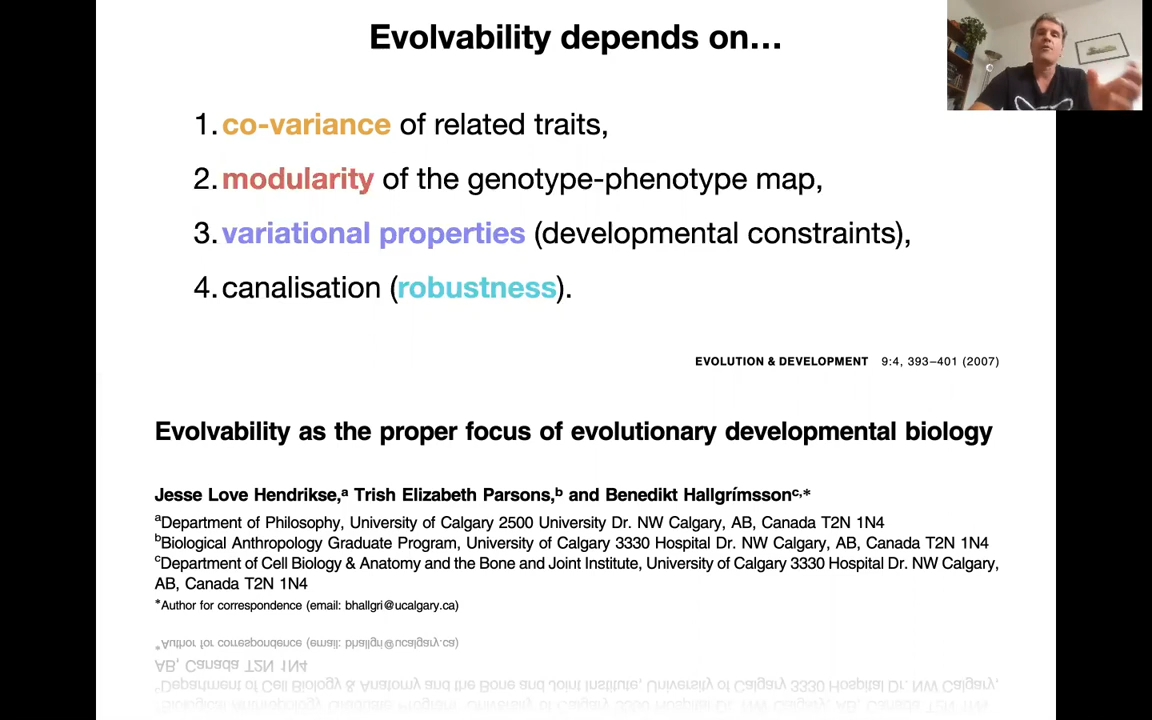 Evolvability depends on...
1. co-variance of related traits,
2. modularity of the genotype-phenotype map,
3. variational properties (developmental constraints),
4. canalisation (robustness).
EVOLUTION & DEVELOPMENT 9:4, 393–401 (2007)
Evolvability as the proper focus of evolutionary developmental biology
Jesse Love Hendrikse,ᵃ Trish Elizabeth Parsons,ᵇ and Benedikt Hallgrímssonᶜ,*
ᵃDepartment of Philosophy, University of Calgary 2500 University Dr. NW Calgary, AB, Canada T2N 1N4
ᵇBiological Anthropology Graduate Program, University of Calgary 3330 Hospital Dr. NW Calgary, AB, Canada T2N 1N4
ᶜDepartment of Cell Biology & Anatomy and the Bone and Joint Institute, University of Calgary 3330 Hospital Dr. NW Calgary,
AB, Canada T2N 1N4
*Author for correspondence (email: bhallgri@ucalgary.ca)